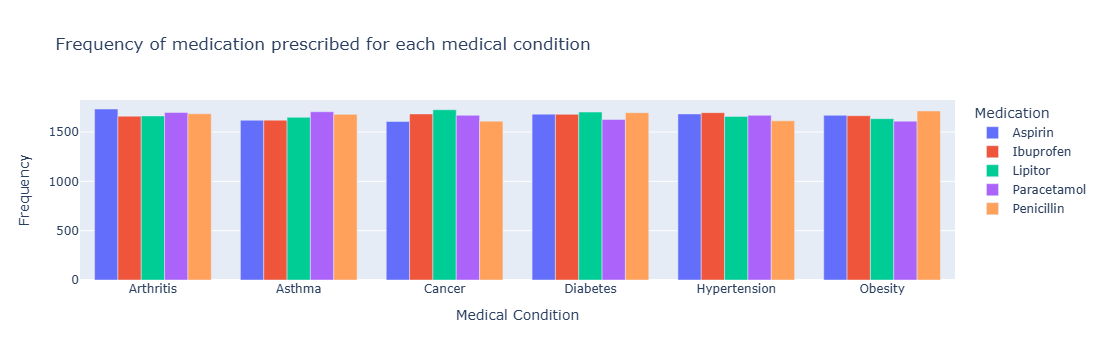 Frequency of medication prescribed for each medical condition
Medication
Aspirin
Ibuprofen
Lipitor
Paracetamol
Penicillin
Frequency
1500
1000
500
0
Arthritis
Asthma
Cancer
Diabetes
Hypertension
Obesity
Medical Condition